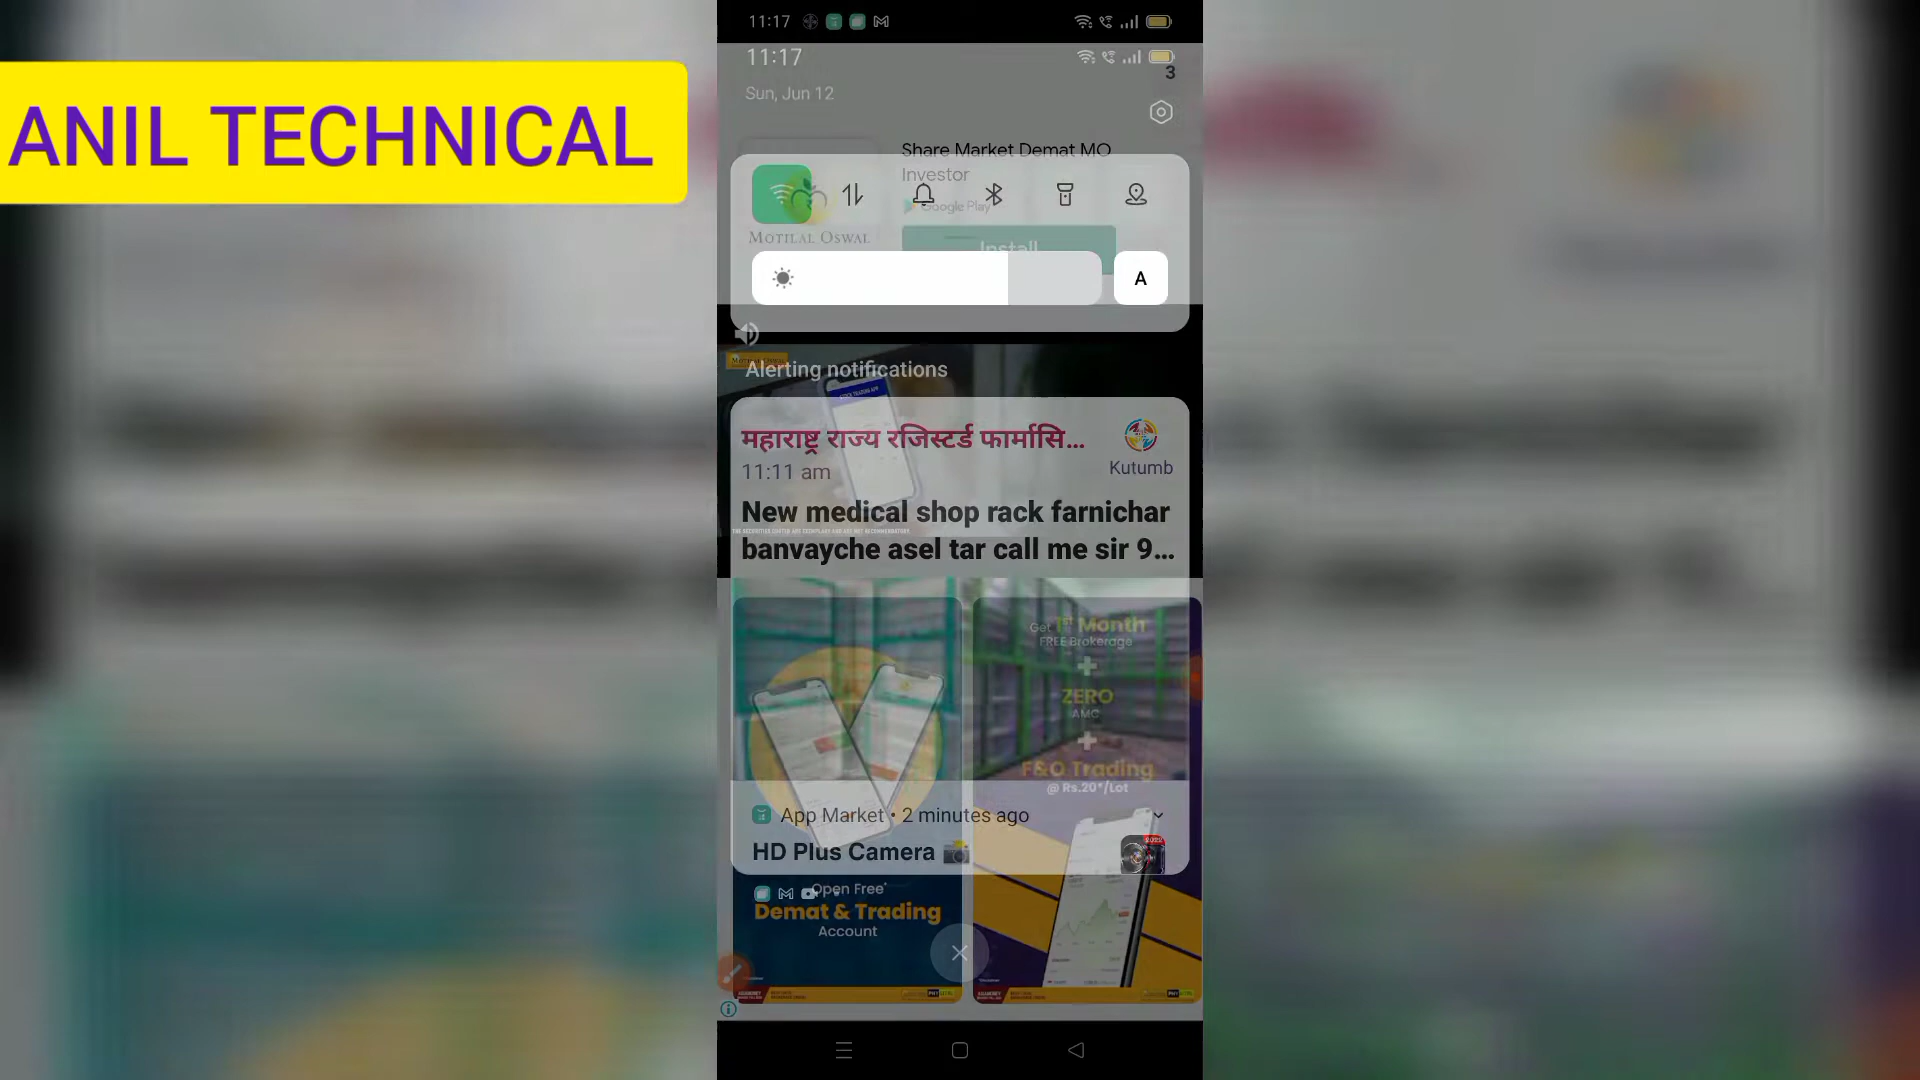 ANIL TECHNICAL
11:17
11:17
3
Sun, Jun 12
Share Market Demat MO
Investor
Google Play
MOTILAL OSWAL
Install
A
Alerting notifications
महाराष्ट्र राज्य रजिस्टर्ड फार्मासि...
11:11 am
Kutumb
New medical shop rack farnichar
banvayche asel tar call me sir 9...
Get 1st Month
FREE Brokerage
+
ZERO
AMC
+
F&O Trading
@ Rs.20*/Lot
App Market • 2 minutes ago
HD Plus Camera 📸
Open Free*
Demat & Trading
Account